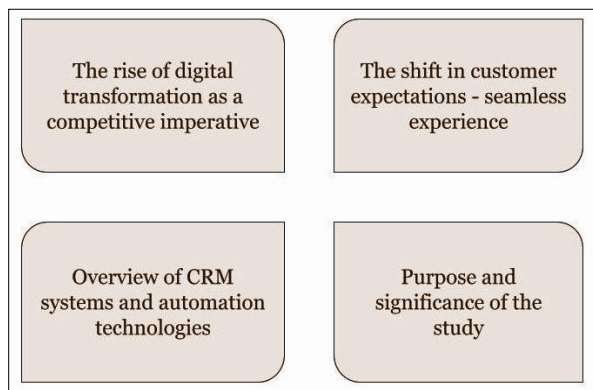 The rise of digital
transformation as a
competitive imperative
The shift in customer
expectations - seamless
experience
Overview of CRM
systems and automation
technologies
Purpose and
significance of the
study